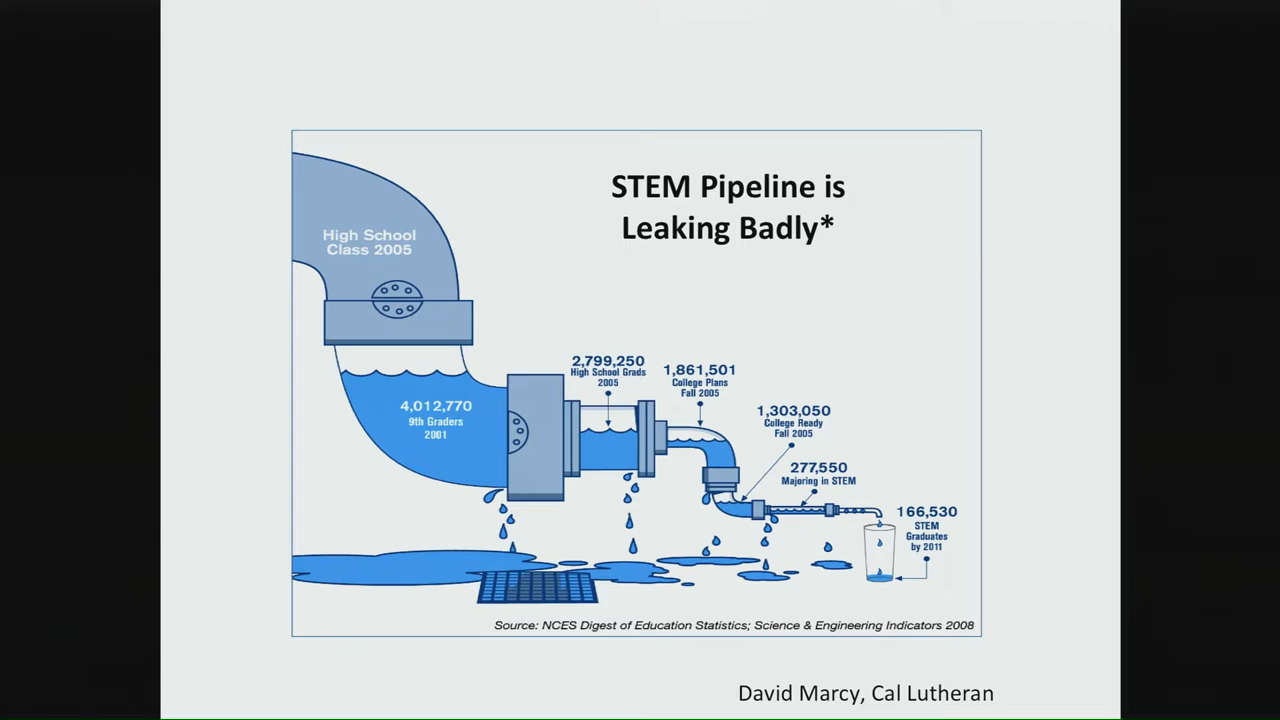 STEM Pipeline is
Leaking Badly*
High School
Class 2005
4,012,770
9th Graders
2001
2,799,250
High School Grads
2005
1,861,501
College Plans
Fall 2005
1,303,050
College Ready
Fall 2005
277,550
Majoring in STEM
166,530
STEM
Graduates
by 2011
Source: NCES Digest of Education Statistics; Science & Engineering Indicators 2008
David Marcy, Cal Lutheran